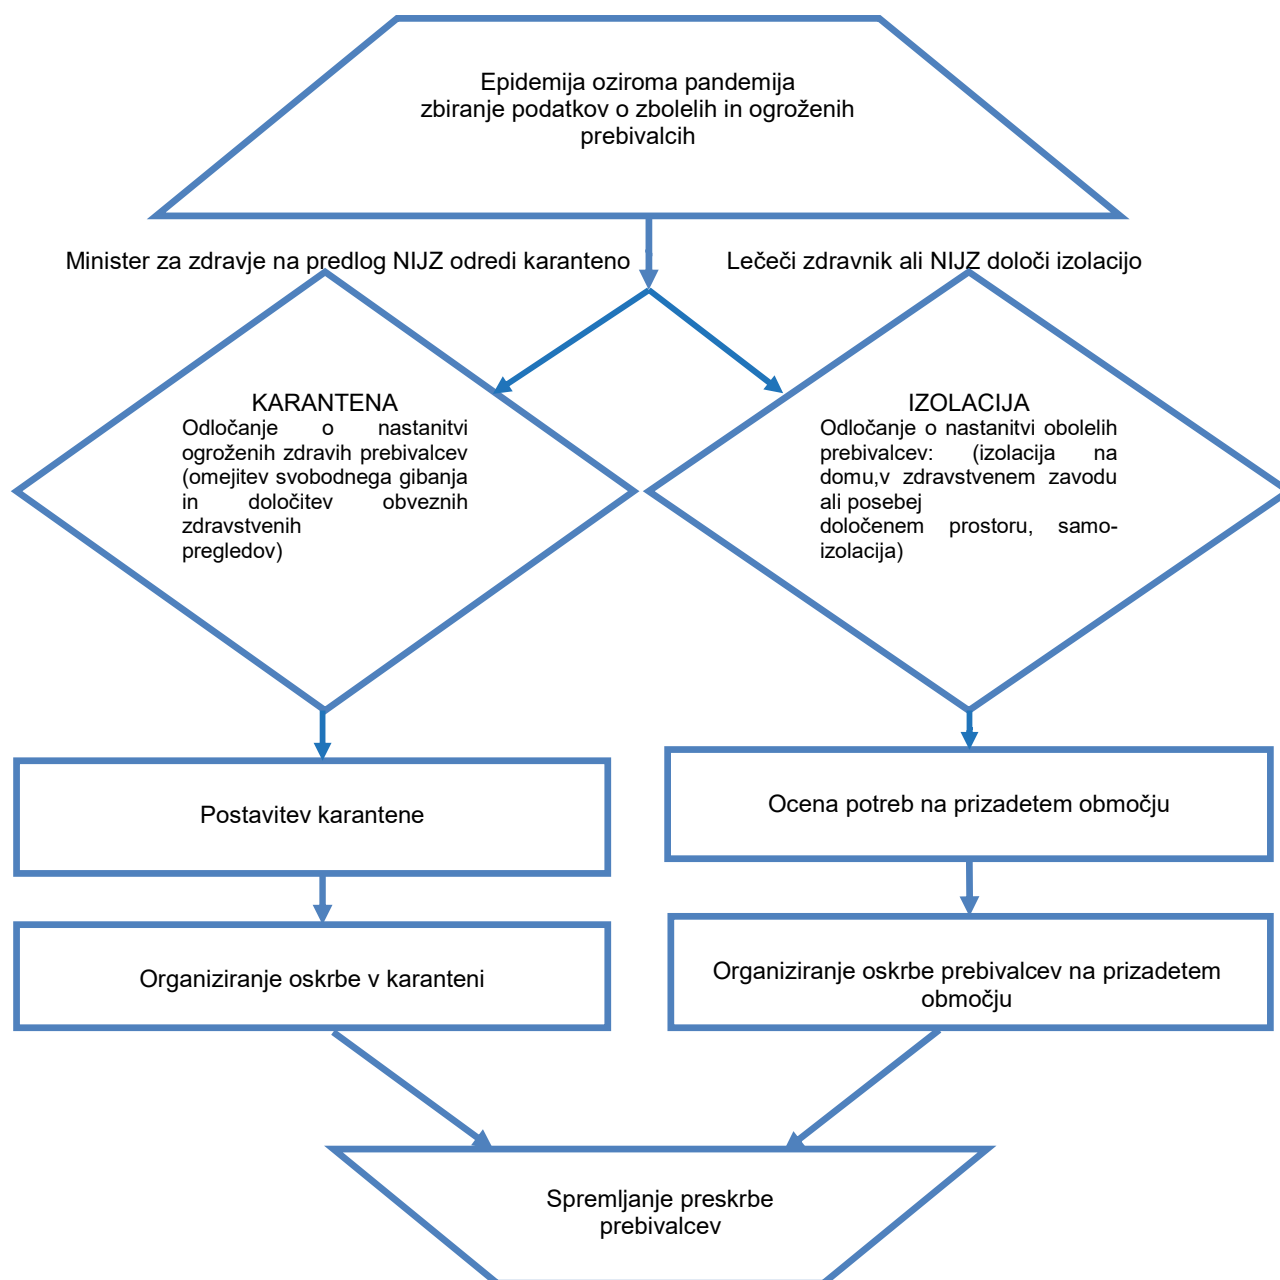 Epidemija oziroma pandemija
zbiranje podatkov o zbolelih in ogroženih
prebivalcih
Minister za zdravje na predlog NIJZ odredi karanteno
Lečeči zdravnik ali NIJZ določi izolacijo
KARANTENA
Odločanje o nastanitvi
ogroženih zdravih prebivalcev
(omejitev svobodnega gibanja
in določitev obveznih
zdravstvenih
pregledov)
IZOLACIJA
Odločanje o nastanitvi obolelih
prebivalcev: (izolacija na
domu,v zdravstvenem zavodu
ali posebej
določenem prostoru, samo-
izolacija)
Postavitev karantene
Ocena potreb na prizadetem območju
Organiziranje oskrbe v karanteni
Organiziranje oskrbe prebivalcev na prizadetem
območju
Spremljanje preskrbe
prebivalcev